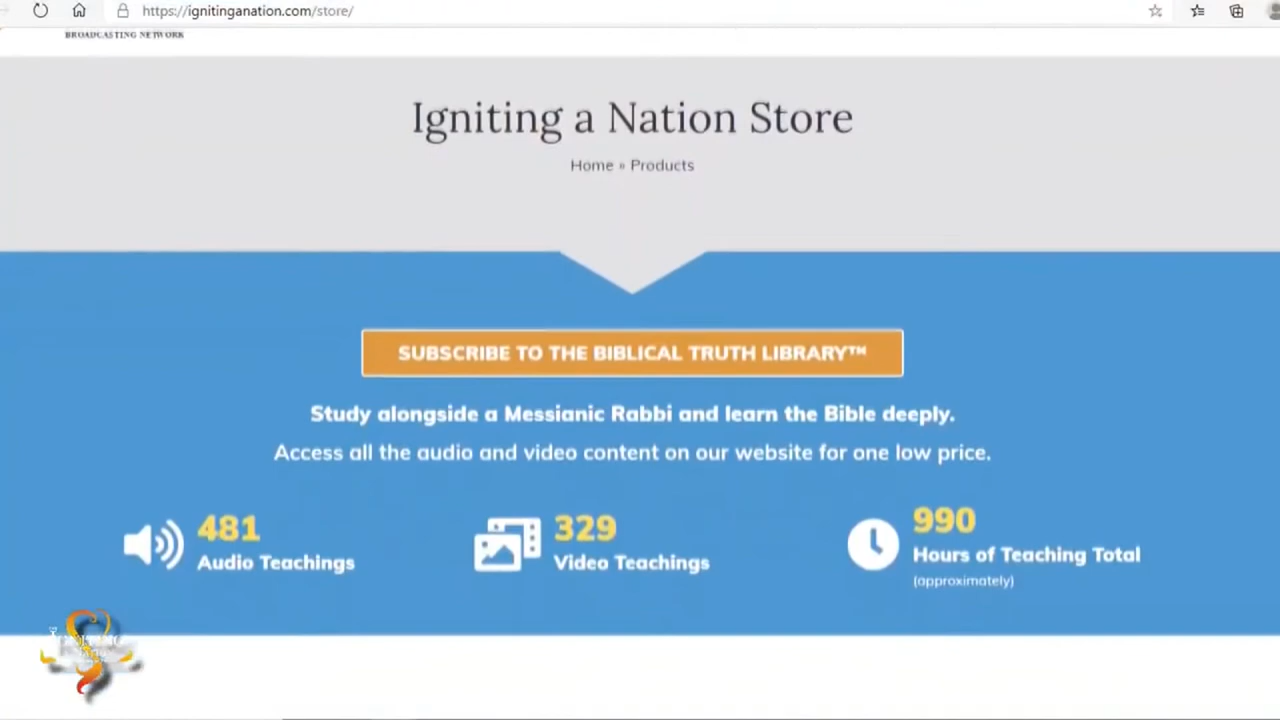 https://ignitinganation.com/store/
BROADCASTING NETWORK
Igniting a Nation Store
Home » Products
SUBSCRIBE TO THE BIBLICAL TRUTH LIBRARY™
Study alongside a Messianic Rabbi and learn the Bible deeply.
Access all the audio and video content on our website for one low price.
481
Audio Teachings
329
Video Teachings
990
Hours of Teaching Total
(approximately)